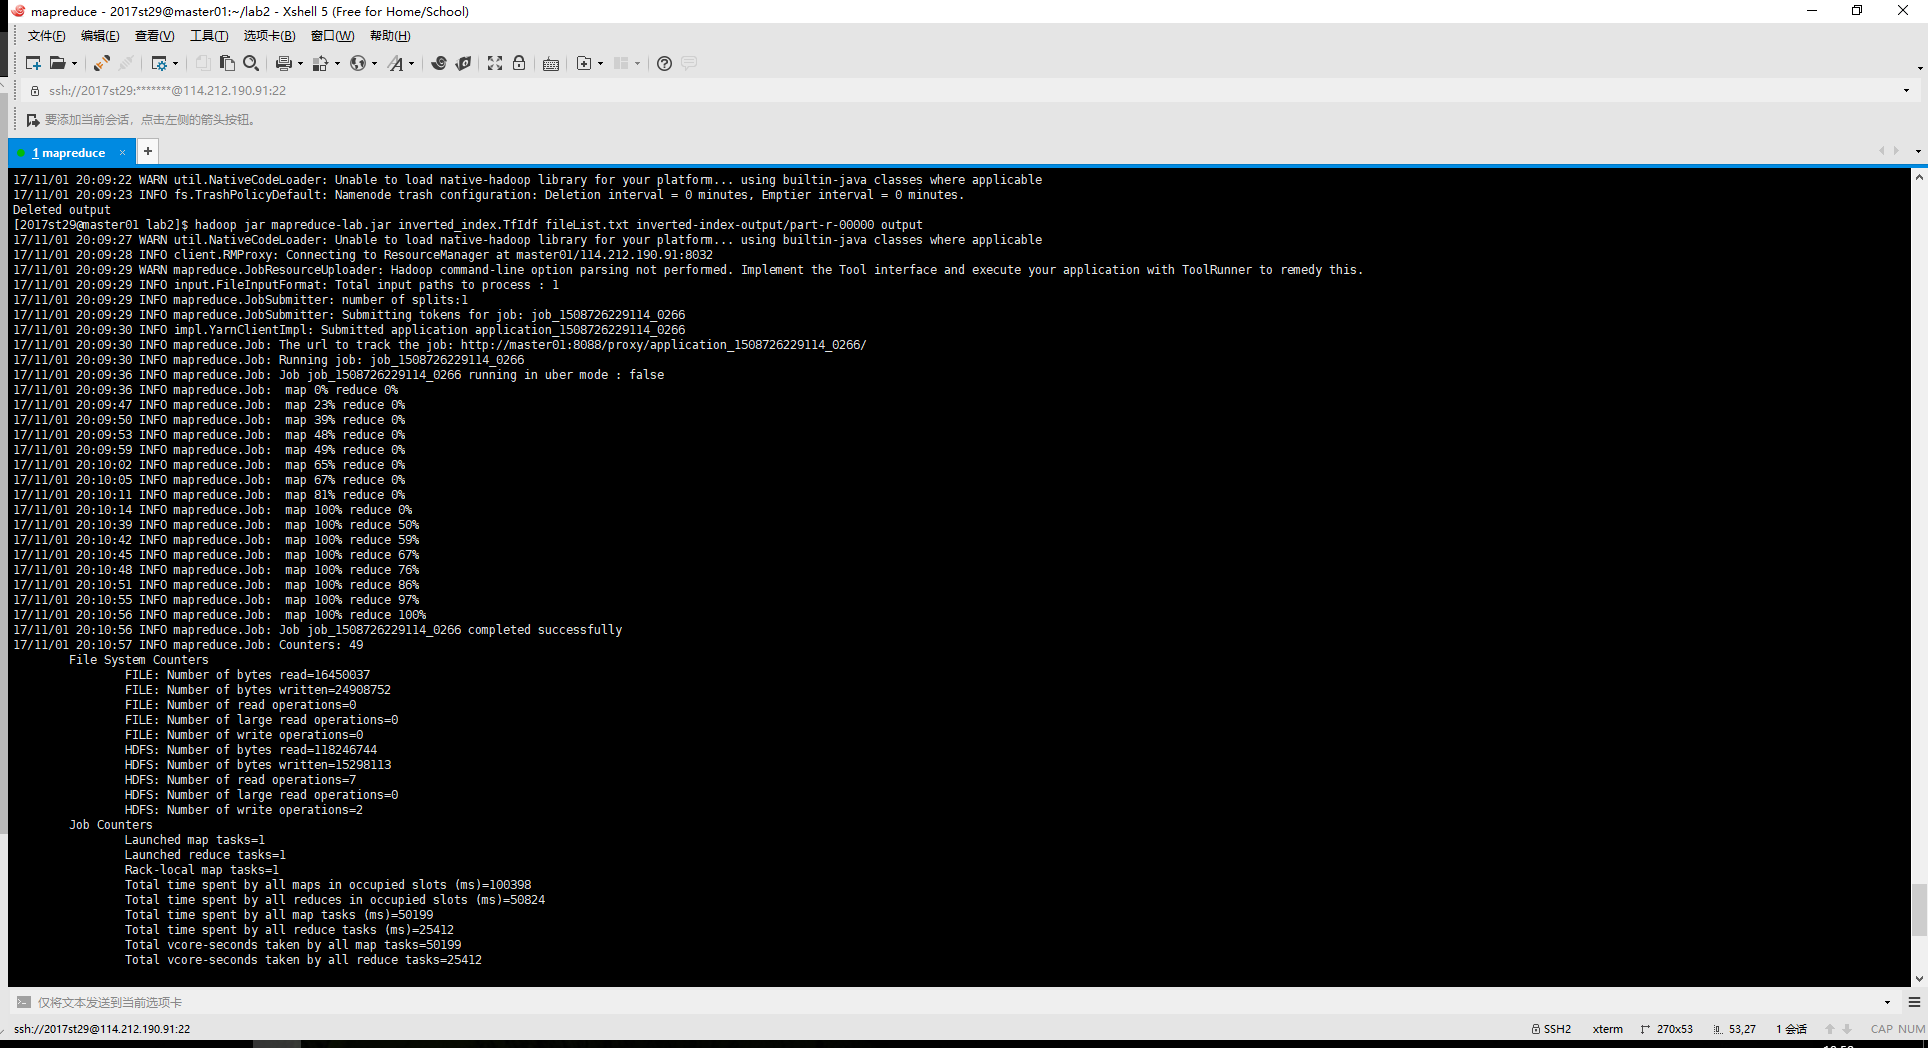 mapreduce - 2017st29@master01:~/lab2 - Xshell 5 (Free for Home/School)
文件(F) 编辑(E) 查看(V) 工具(T) 选项卡(B) 窗口(W) 帮助(H)
ssh://2017st29:*******@114.212.190.91:22
要添加当前会话，点击左侧的箭头按钮。
1 mapreduce × +
17/11/01 20:09:22 WARN util.NativeCodeLoader: Unable to load native-hadoop library for your platform... using builtin-java classes where applicable
17/11/01 20:09:23 INFO fs.TrashPolicyDefault: Namenode trash configuration: Deletion interval = 0 minutes, Emptier interval = 0 minutes.
Deleted output
[2017st29@master01 lab2]$ hadoop jar mapreduce-lab.jar inverted_index.TfIdf fileList.txt inverted-index-output/part-r-00000 output
17/11/01 20:09:27 WARN util.NativeCodeLoader: Unable to load native-hadoop library for your platform... using builtin-java classes where applicable
17/11/01 20:09:28 INFO client.RMProxy: Connecting to ResourceManager at master01/114.212.190.91:8032
17/11/01 20:09:29 WARN mapreduce.JobResourceUploader: Hadoop command-line option parsing not performed. Implement the Tool interface and execute your application with ToolRunner to remedy this.
17/11/01 20:09:29 INFO input.FileInputFormat: Total input paths to process : 1
17/11/01 20:09:29 INFO mapreduce.JobSubmitter: number of splits:1
17/11/01 20:09:29 INFO mapreduce.JobSubmitter: Submitting tokens for job: job_1508726229114_0266
17/11/01 20:09:30 INFO impl.YarnClientImpl: Submitted application application_1508726229114_0266
17/11/01 20:09:30 INFO mapreduce.Job: The url to track the job: http://master01:8088/proxy/application_1508726229114_0266/
17/11/01 20:09:30 INFO mapreduce.Job: Running job: job_1508726229114_0266
17/11/01 20:09:36 INFO mapreduce.Job: Job job_1508726229114_0266 running in uber mode : false
17/11/01 20:09:36 INFO mapreduce.Job:  map 0% reduce 0%
17/11/01 20:09:47 INFO mapreduce.Job:  map 23% reduce 0%
17/11/01 20:09:50 INFO mapreduce.Job:  map 39% reduce 0%
17/11/01 20:09:53 INFO mapreduce.Job:  map 48% reduce 0%
17/11/01 20:09:59 INFO mapreduce.Job:  map 49% reduce 0%
17/11/01 20:10:02 INFO mapreduce.Job:  map 65% reduce 0%
17/11/01 20:10:05 INFO mapreduce.Job:  map 67% reduce 0%
17/11/01 20:10:11 INFO mapreduce.Job:  map 81% reduce 0%
17/11/01 20:10:14 INFO mapreduce.Job:  map 100% reduce 0%
17/11/01 20:10:39 INFO mapreduce.Job:  map 100% reduce 50%
17/11/01 20:10:42 INFO mapreduce.Job:  map 100% reduce 59%
17/11/01 20:10:45 INFO mapreduce.Job:  map 100% reduce 67%
17/11/01 20:10:48 INFO mapreduce.Job:  map 100% reduce 76%
17/11/01 20:10:51 INFO mapreduce.Job:  map 100% reduce 86%
17/11/01 20:10:55 INFO mapreduce.Job:  map 100% reduce 97%
17/11/01 20:10:56 INFO mapreduce.Job:  map 100% reduce 100%
17/11/01 20:10:56 INFO mapreduce.Job: Job job_1508726229114_0266 completed successfully
17/11/01 20:10:57 INFO mapreduce.Job: Counters: 49
File System Counters
FILE: Number of bytes read=16450037
FILE: Number of bytes written=24908752
FILE: Number of read operations=0
FILE: Number of large read operations=0
FILE: Number of write operations=0
HDFS: Number of bytes read=118246744
HDFS: Number of bytes written=15298113
HDFS: Number of read operations=7
HDFS: Number of large read operations=0
HDFS: Number of write operations=2
Job Counters
Launched map tasks=1
Launched reduce tasks=1
Rack-local map tasks=1
Total time spent by all maps in occupied slots (ms)=100398
Total time spent by all reduces in occupied slots (ms)=50824
Total time spent by all map tasks (ms)=50199
Total time spent by all reduce tasks (ms)=25412
Total vcore-seconds taken by all map tasks=50199
Total vcore-seconds taken by all reduce tasks=25412
仅将文本发送到当前选项卡
ssh://2017st29@114.212.190.91:22 SSH2 xterm 270x53 53,27 1 会话 CAP NUM